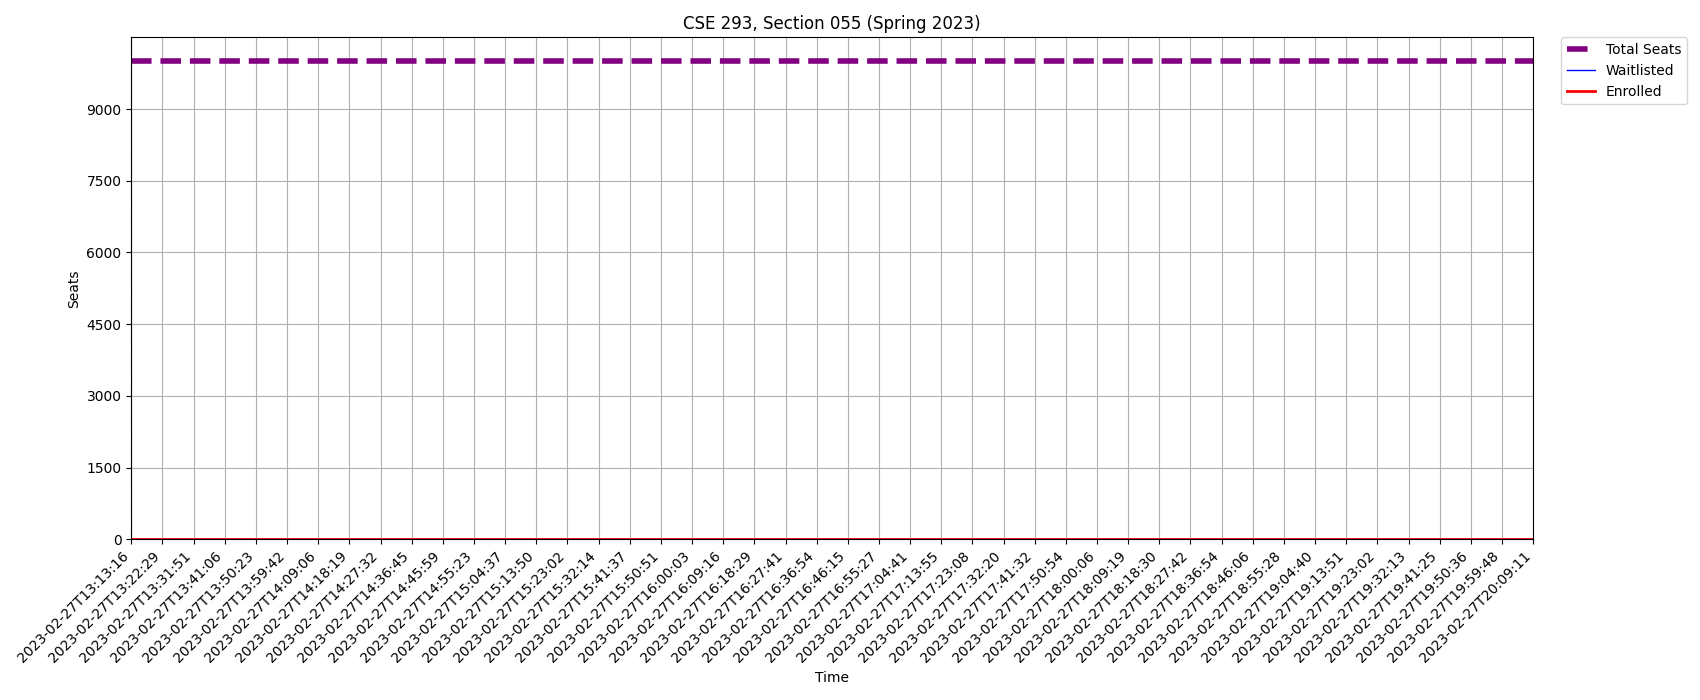 CSE 293, Section 055 (Spring 2023)
Total Seats
Waitlisted
Enrolled
9000
7500
6000
4500
3000
1500
0
Seats
2023-02-27T13:13:16
2023-02-27T13:22:29
2023-02-27T13:31:51
2023-02-27T13:41:06
2023-02-27T13:50:23
2023-02-27T13:59:42
2023-02-27T14:09:06
2023-02-27T14:18:19
2023-02-27T14:27:32
2023-02-27T14:36:45
2023-02-27T14:45:59
2023-02-27T14:55:23
2023-02-27T15:04:37
2023-02-27T15:13:50
2023-02-27T15:23:02
2023-02-27T15:32:14
2023-02-27T15:41:37
2023-02-27T15:50:51
2023-02-27T16:00:03
2023-02-27T16:09:16
2023-02-27T16:18:29
2023-02-27T16:27:41
2023-02-27T16:36:54
2023-02-27T16:46:15
2023-02-27T16:55:27
2023-02-27T17:04:41
2023-02-27T17:13:55
2023-02-27T17:23:08
2023-02-27T17:32:20
2023-02-27T17:41:32
2023-02-27T17:50:54
2023-02-27T18:00:06
2023-02-27T18:09:19
2023-02-27T18:18:30
2023-02-27T18:27:42
2023-02-27T18:36:54
2023-02-27T18:46:06
2023-02-27T18:55:28
2023-02-27T19:04:40
2023-02-27T19:13:51
2023-02-27T19:23:02
2023-02-27T19:32:13
2023-02-27T19:41:25
2023-02-27T19:50:36
2023-02-27T19:59:48
2023-02-27T20:09:11
Time